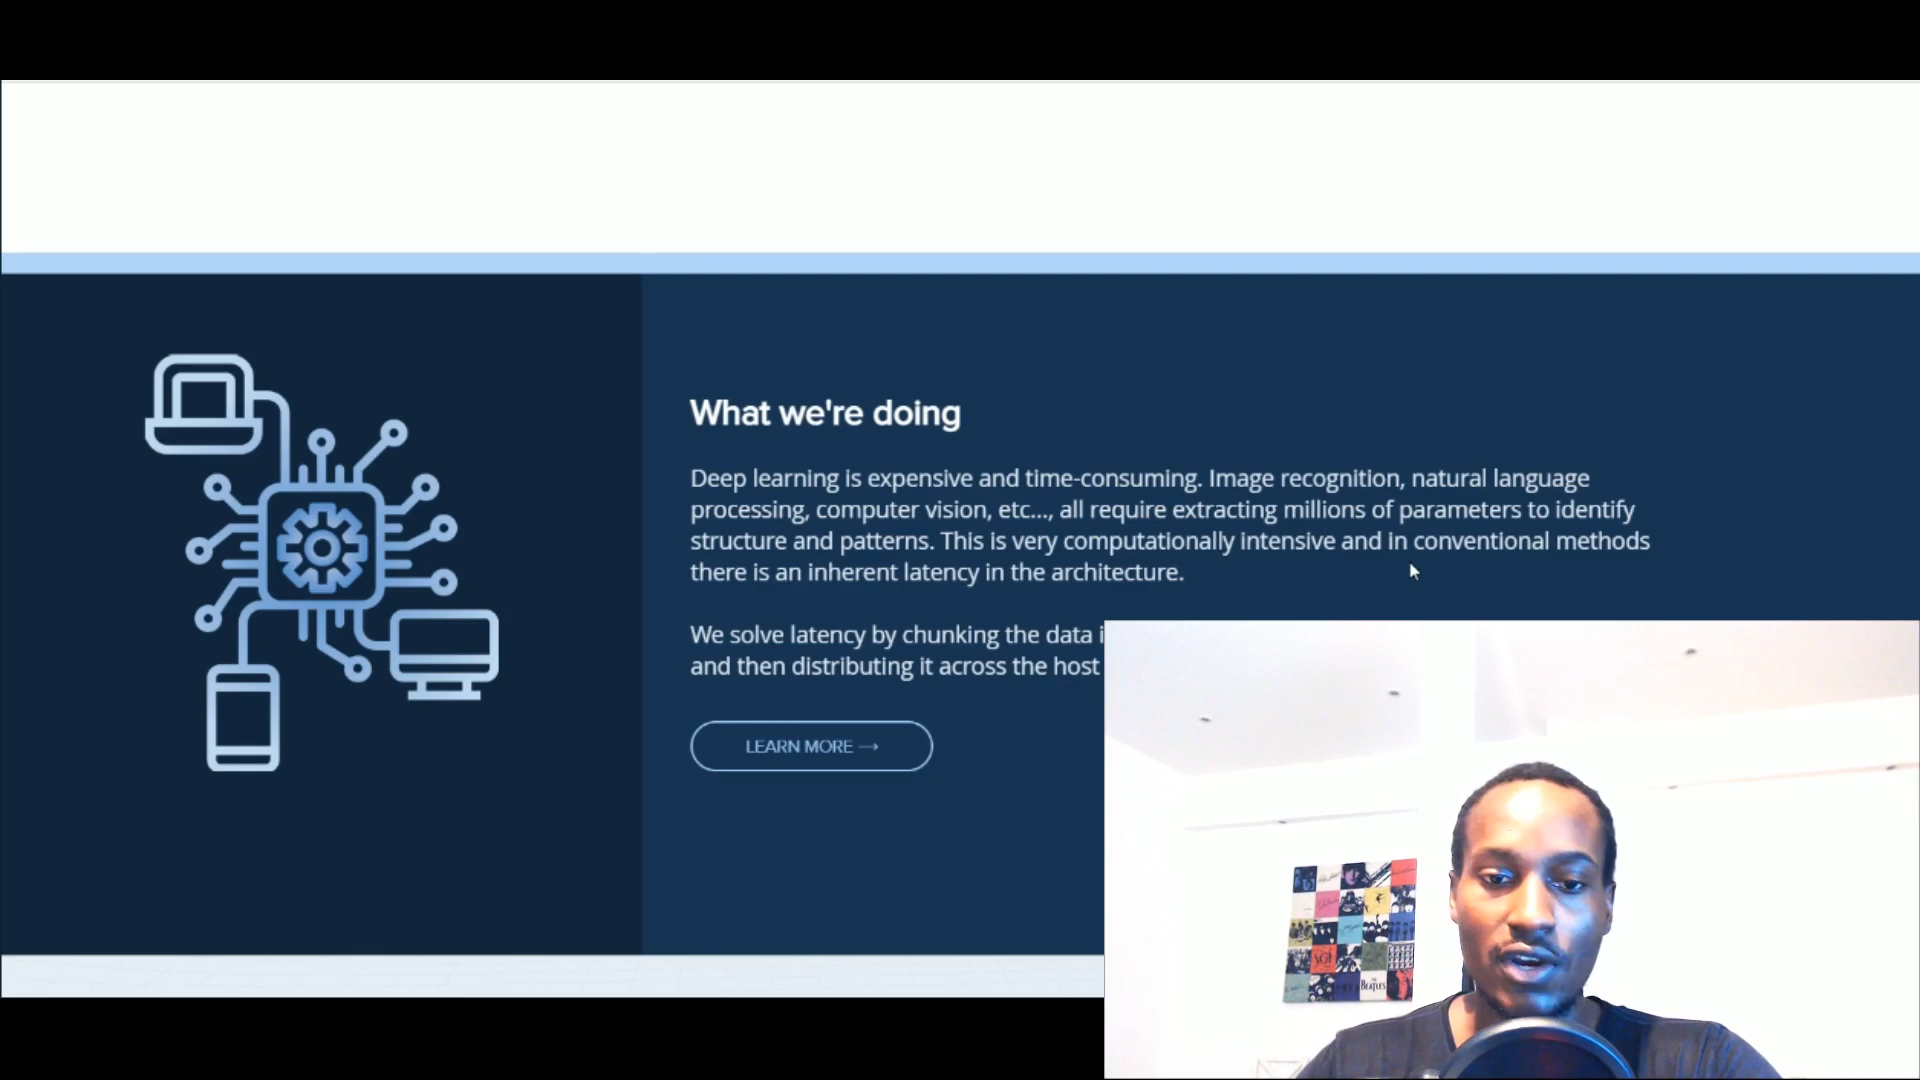 What we're doing
Deep learning is expensive and time-consuming. Image recognition, natural language
processing, computer vision, etc..., all require extracting millions of parameters to identify
structure and patterns. This is very computationally intensive and in conventional methods
there is an inherent latency in the architecture.
We solve latency by chunking the data
and then distributing it across the host
LEARN MORE →
BEATLES